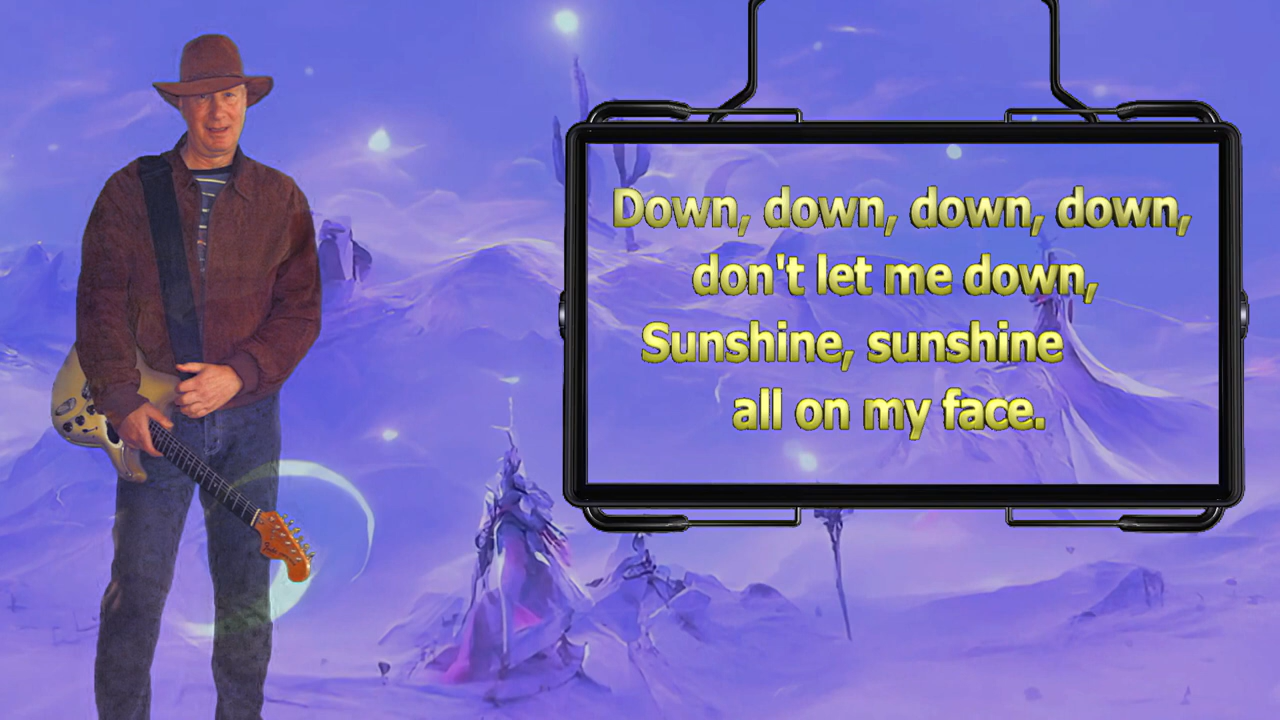 Down, down, down, down,
don't let me down,
Sunshine, sunshine
all on my face.